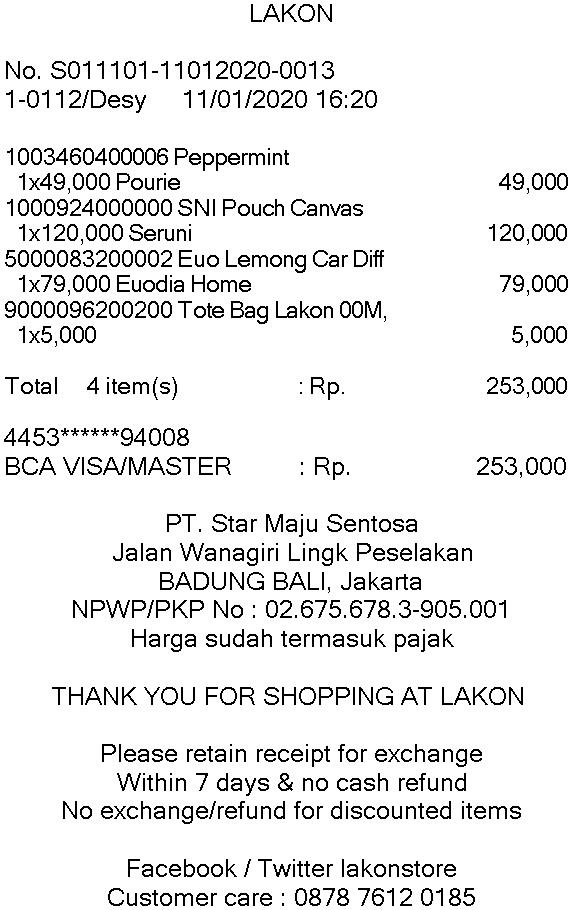 LAKON
No. S011101-11012020-0013
1-0112/Desy 11/01/2020 16:20
1003460400006 Peppermint
1x49,000 Pourie 49,000
1000924000000 SNI Pouch Canvas
1x120,000 Seruni 120,000
5000083200002 Euo Lemong Car Diff
1x79,000 Euodia Home 79,000
9000096200200 Tote Bag Lakon 00M,
1x5,000 5,000
Total 4 item(s) : Rp. 253,000
4453******94008
BCA VISA/MASTER : Rp. 253,000
PT. Star Maju Sentosa
Jalan Wanagiri Lingk Peselakan
BADUNG BALI, Jakarta
NPWP/PKP No : 02.675.678.3-905.001
Harga sudah termasuk pajak
THANK YOU FOR SHOPPING AT LAKON
Please retain receipt for exchange
Within 7 days & no cash refund
No exchange/refund for discounted items
Facebook / Twitter lakonstore
Customer care : 0878 7612 0185